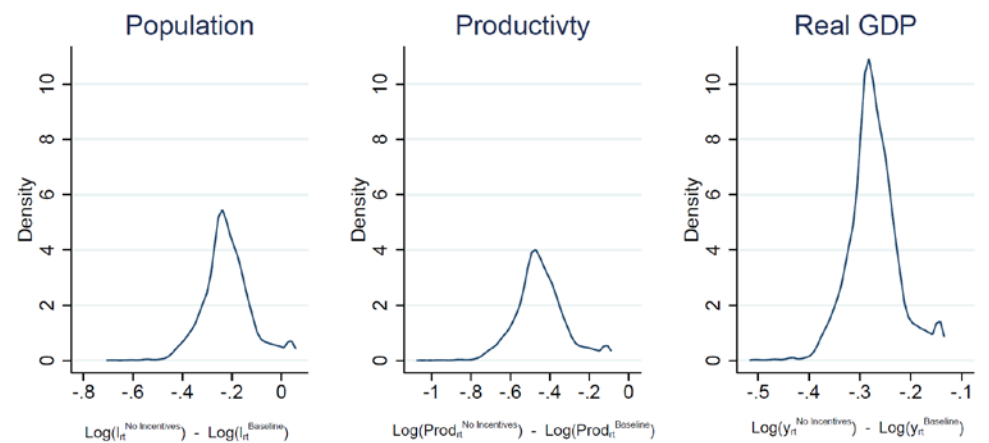 Population
Density
0 2 4 6 8 10
-.8 -.6 -.4 -.2 0
Log(l_rt^No Incentives) - Log(l_rt^Baseline)
Productivty
Density
0 2 4 6 8 10
-1 -.8 -.6 -.4 -.2 0
Log(Prod_rt^No Incentives) - Log(Prod_rt^Baseline)
Real GDP
Density
0 2 4 6 8 10
-.5 -.4 -.3 -.2 -.1
Log(y_rt^No Incentives) - Log(y_rt^Baseline)